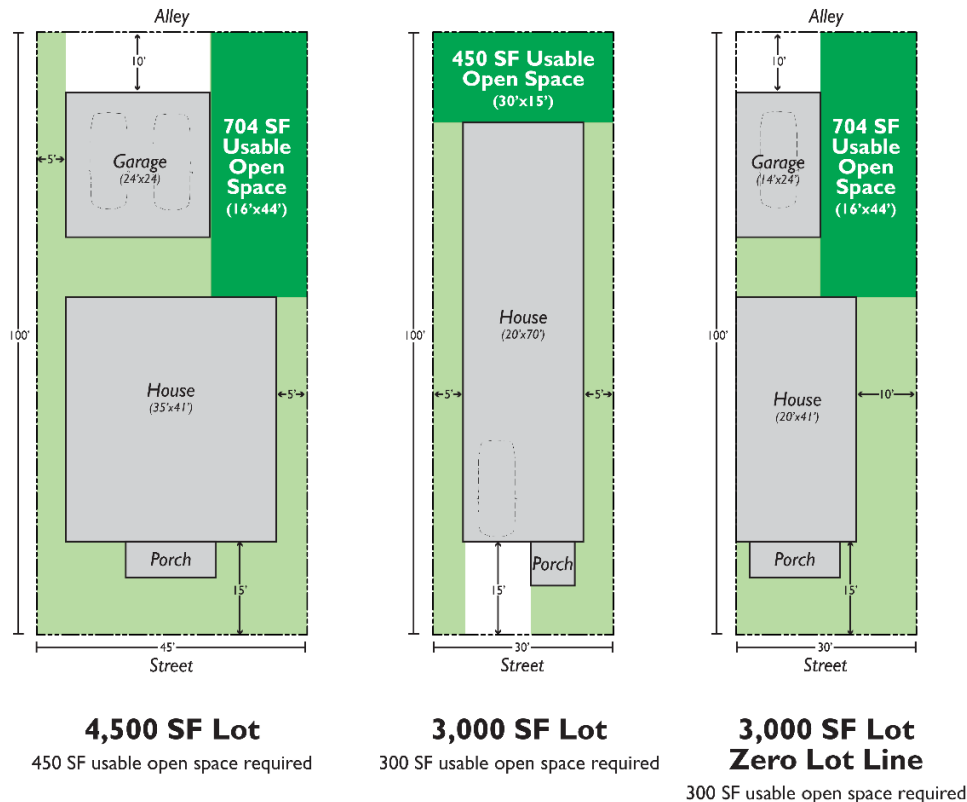 Alley
10'
704 SF
Usable
Open
Space
(16'x44')
5'
Garage
(24'x24)
100'
House
(35'x41')
5'
Porch
15'
45'
Street
4,500 SF Lot
450 SF usable open space required
450 SF Usable
Open Space
(30'x15')
House
(20'x70')
100'
5'
5'
Porch
15'
30'
Street
3,000 SF Lot
300 SF usable open space required
Alley
10'
704 SF
Usable
Open
Space
(16'x44')
Garage
(14'x24')
100'
House
(20'x41')
10'
Porch
15'
30'
Street
3,000 SF Lot
Zero Lot Line
300 SF usable open space required